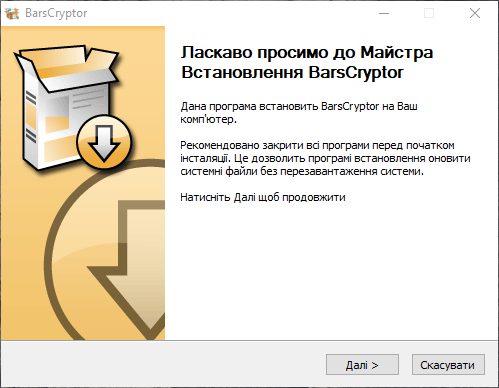 BarsCryptor
Ласкаво просимо до Майстра
Встановлення BarsCryptor
Дана програма встановить BarsCryptor на Ваш
комп'ютер.
Рекомендовано закрити всі програми перед початком
інсталяції. Це дозволить програмі встановлення оновити
системні файли без перезавантаження системи.
Натисніть Далі щоб продовжити
Далі >
Скасувати